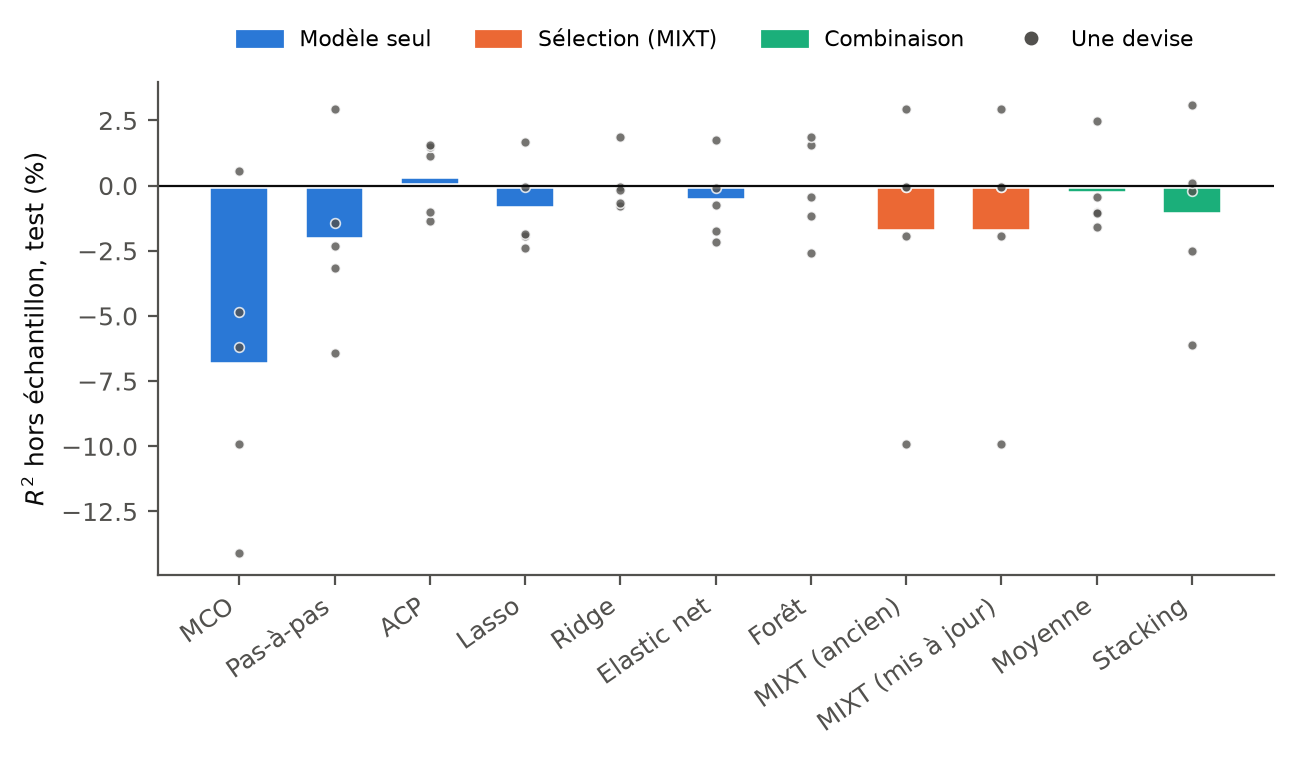 Modèle seul
Sélection (MIXT)
Combinaison
Une devise
R² hors échantillon, test (%)
2.5
0.0
−2.5
−5.0
−7.5
−10.0
−12.5
MCO
Pas-à-pas
ACP
Lasso
Ridge
Elastic net
Forêt
MIXT (ancien)
MIXT (mis à jour)
Moyenne
Stacking